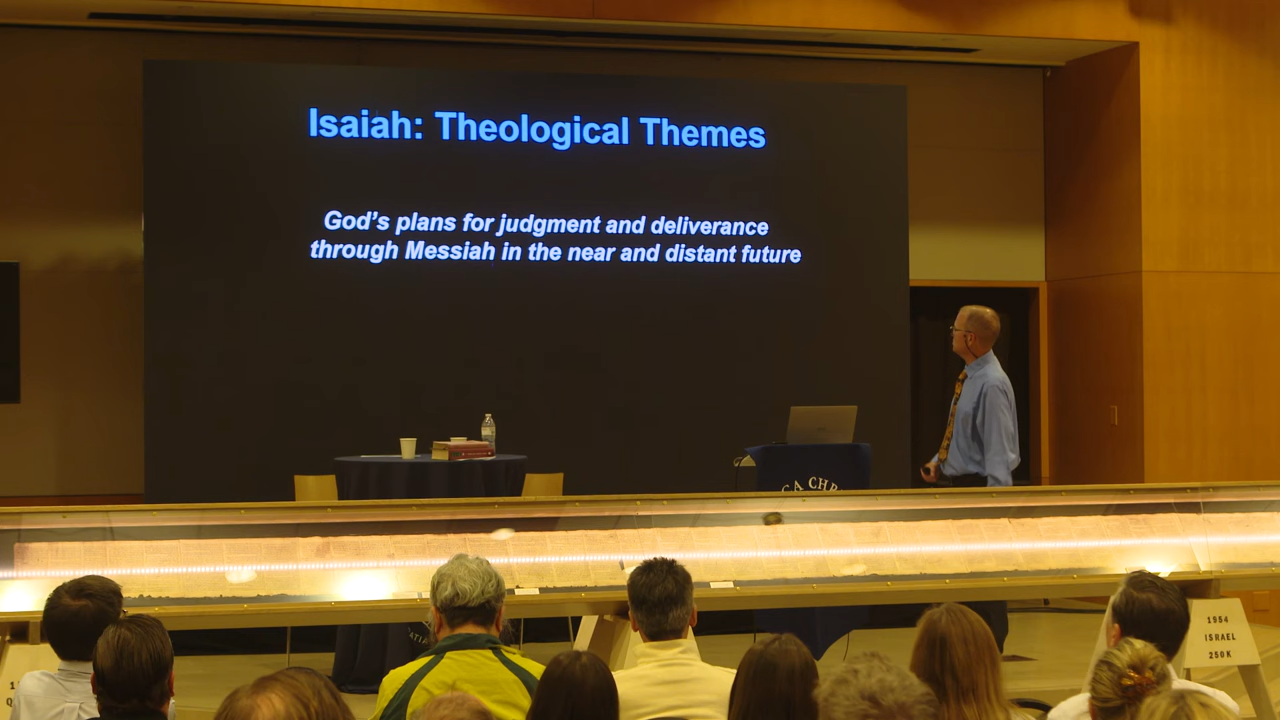 Isaiah: Theological Themes
God's plans for judgment and deliverance
through Messiah in the near and distant future
1954
ISRAEL
250K